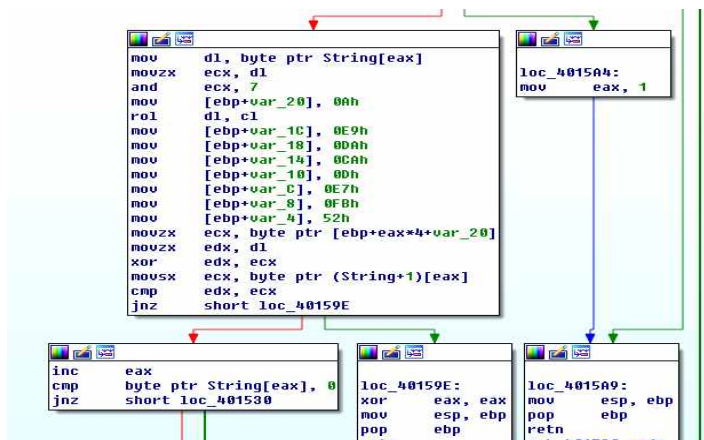 mov     dl, byte ptr String[eax]
movzx   ecx, dl
and     ecx, 7
mov     [ebp+var_20], 0Ah
rol     dl, cl
mov     [ebp+var_1C], 0E9h
mov     [ebp+var_18], 0DAh
mov     [ebp+var_14], 0CAh
mov     [ebp+var_10], 0Dh
mov     [ebp+var_C], 0E7h
mov     [ebp+var_8], 0FBh
mov     [ebp+var_4], 52h
movzx   ecx, byte ptr [ebp+eax*4+var_20]
movzx   edx, dl
xor     edx, ecx
movsx   ecx, byte ptr (String+1)[eax]
cmp     edx, ecx
jnz     short loc_40159E
loc_4015A4:
mov     eax, 1
inc     eax
cmp     byte ptr String[eax], 0
jnz     short loc_401530
loc_40159E:
xor     eax, eax
mov     esp, ebp
pop     ebp
loc_4015A9:
mov     esp, ebp
pop     ebp
retn